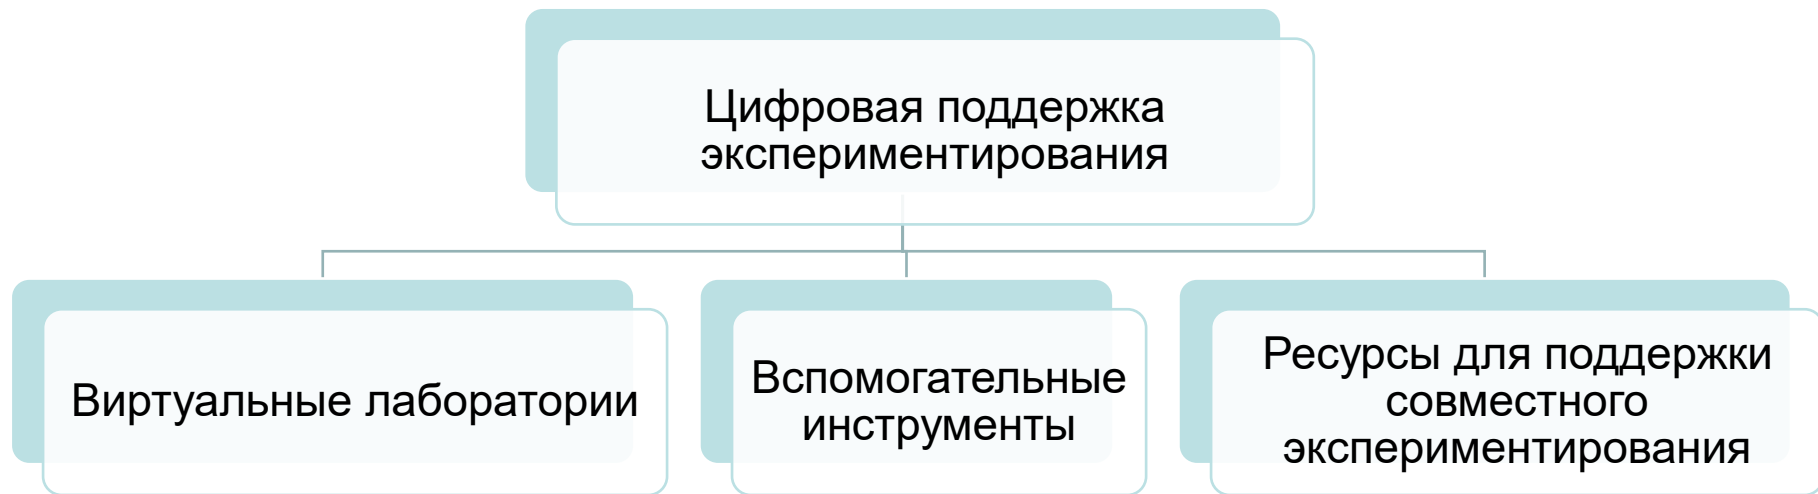 Цифровая поддержка
экспериментирования
Виртуальные лаборатории
Вспомогательные
инструменты
Ресурсы для поддержки
совместного
экспериментирования